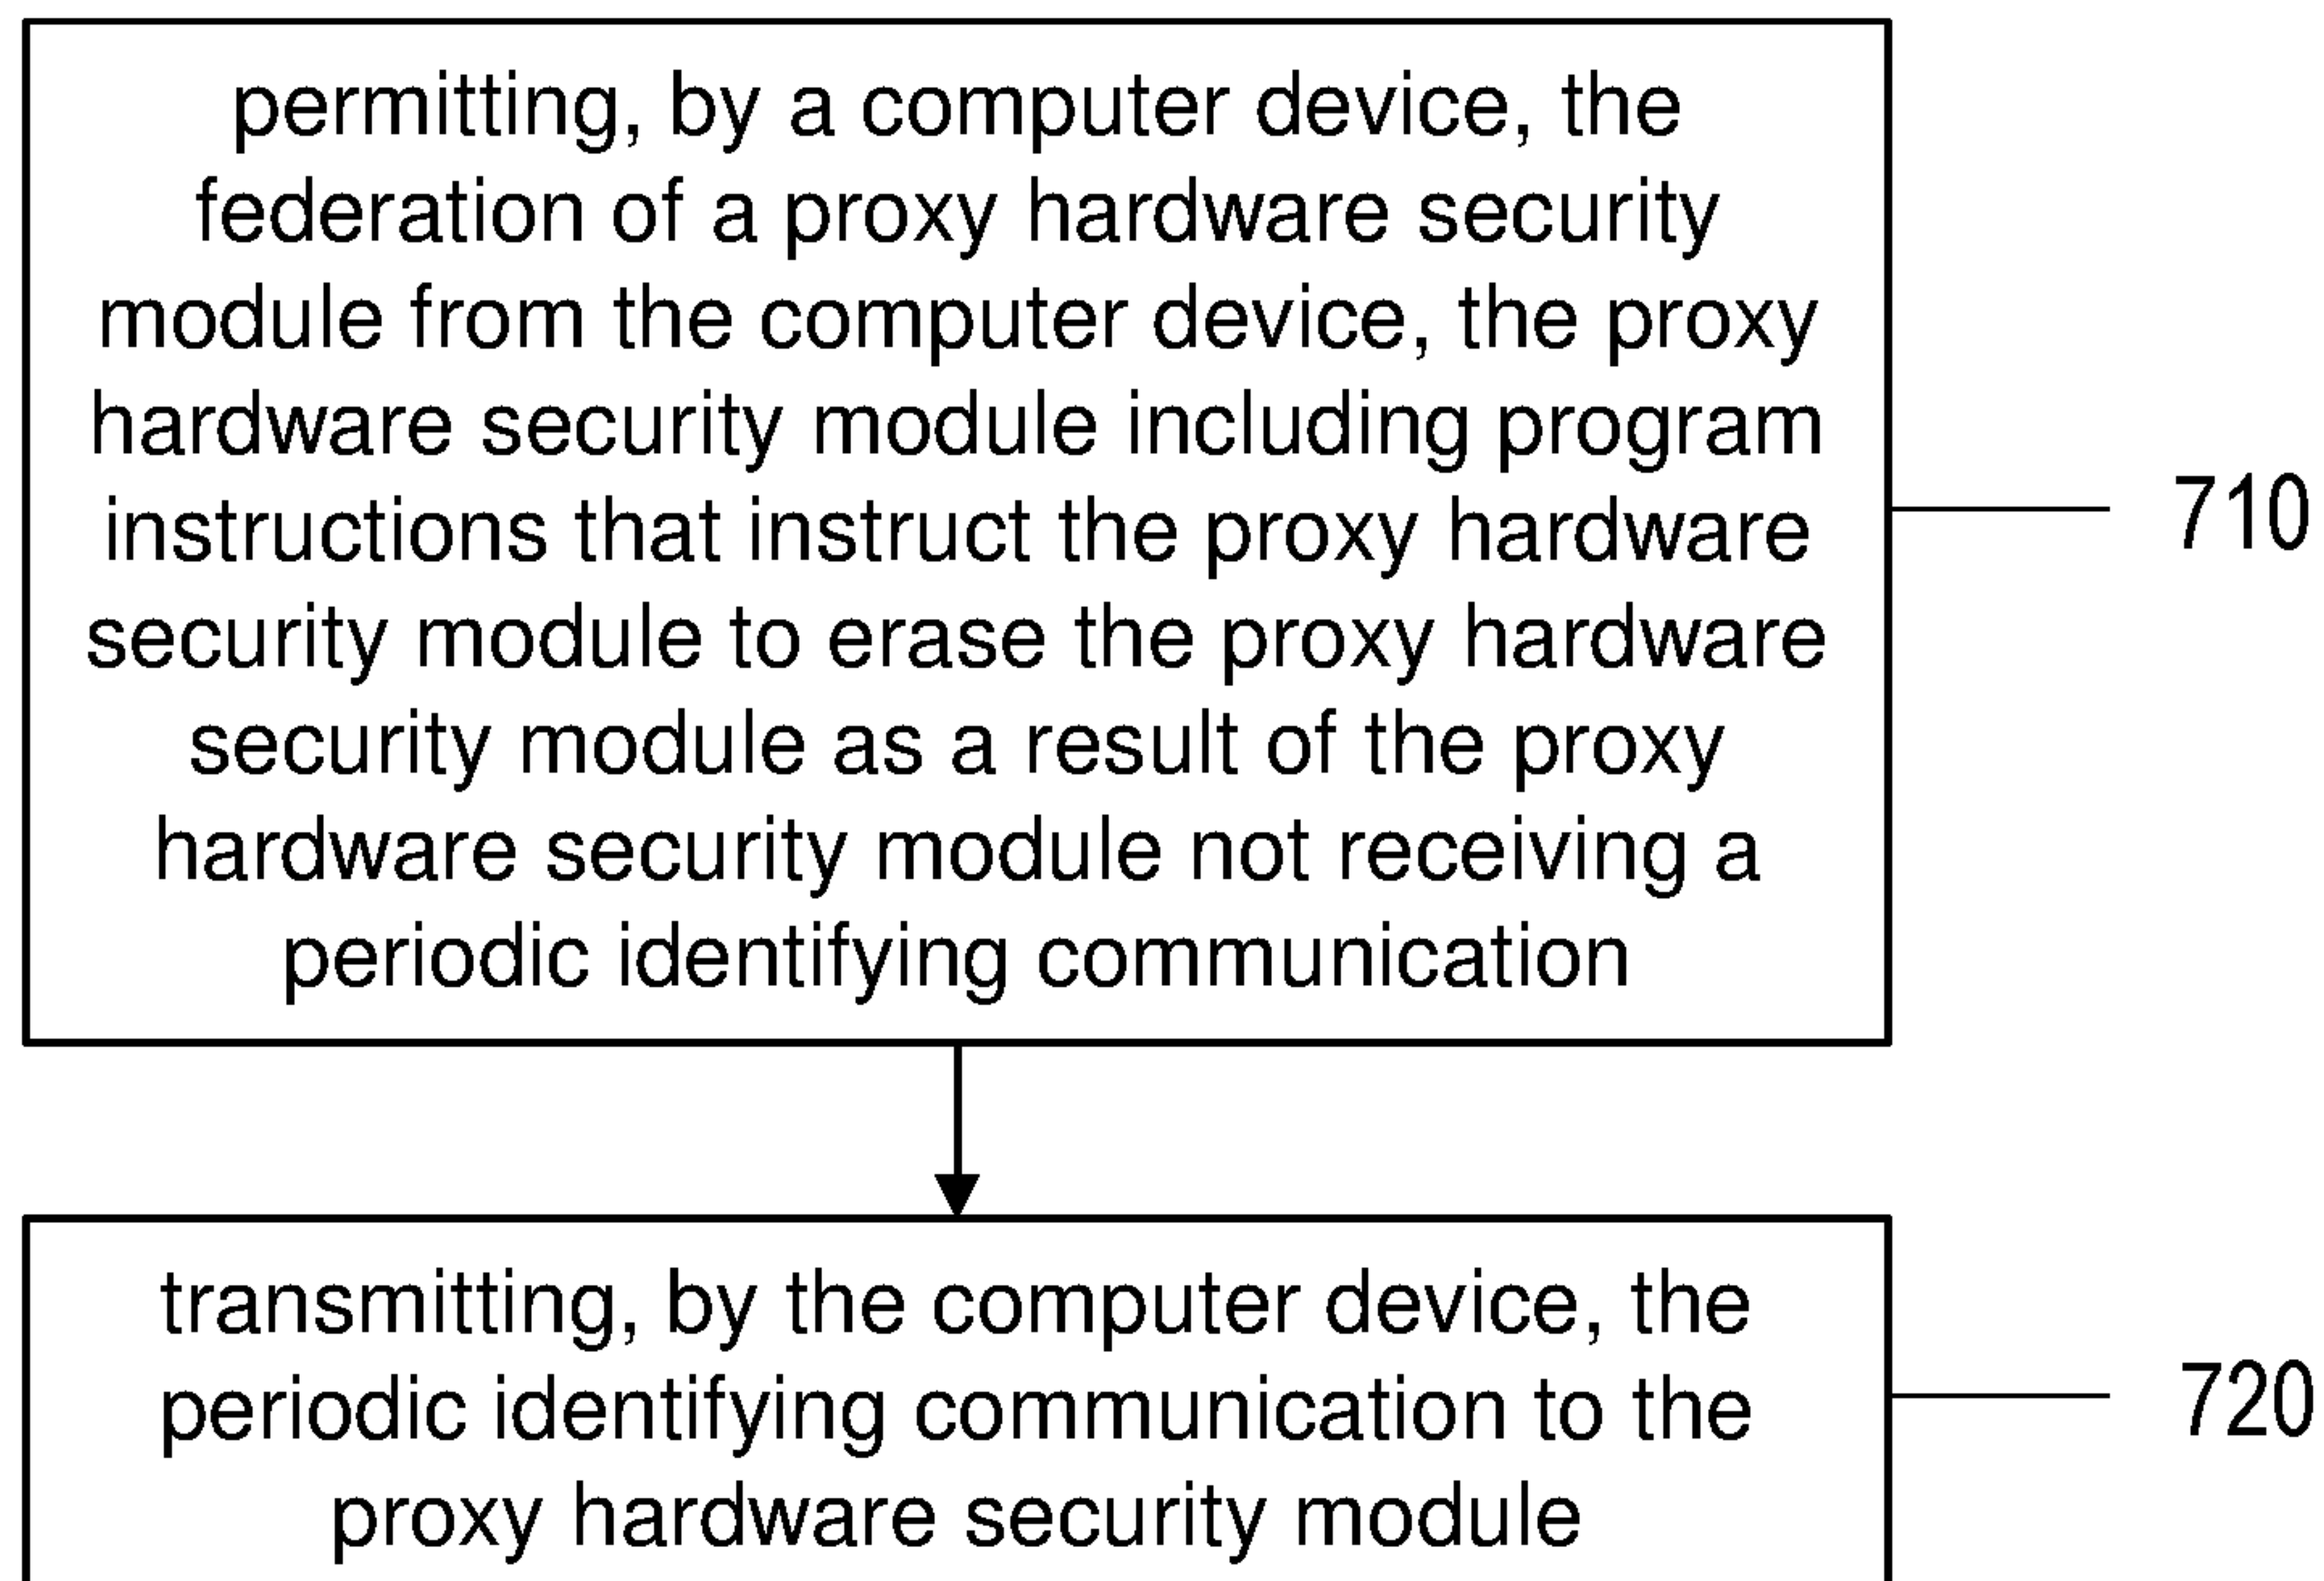 permitting, by a computer device, the
federation of a proxy hardware security
module from the computer device, the proxy
hardware security module including program
instructions that instruct the proxy hardware
security module to erase the proxy hardware
security module as a result of the proxy
hardware security module not receiving a
periodic identifying communication
710
transmitting, by the computer device, the
periodic identifying communication to the
proxy hardware security module
720